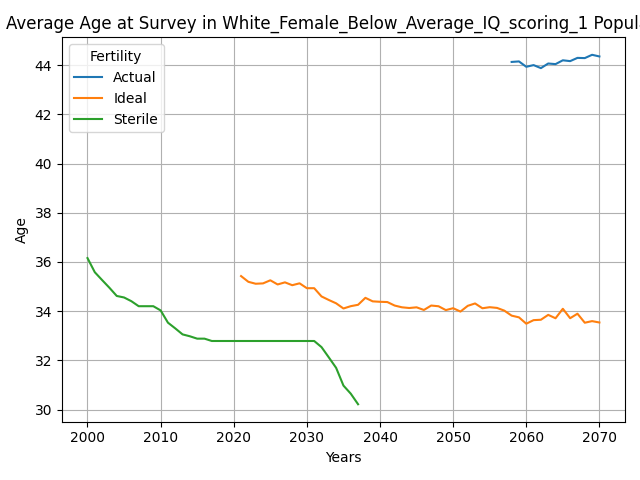 Average Age at Survey in White_Female_Below_Average_IQ_scoring_1 Popul
Fertility
Actual
Ideal
Sterile
44
42
40
38
36
34
32
30
Age
2000 2010 2020 2030 2040 2050 2060 2070
Years